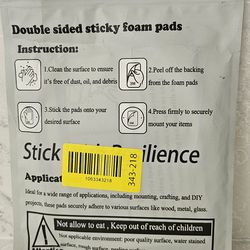 Double sided sticky foam pads
Instruction:
1.Clean the surface to ensure
it's free of dust, oil, and debris
2.Peel off the backing
from the foam pads
3.Stick the pads onto your
desired surface
4.Press firmly to securely
mount your items
Stick
1063343218
343-218
Ideal for a wide range of applications, including mounting, crafting, and DIY
projects, these pads securely adhere to various surfaces like wood, metal, glass.
Not allow to eat , Keep out of reach of children
Not applicable environment: poor quality surface, water stained